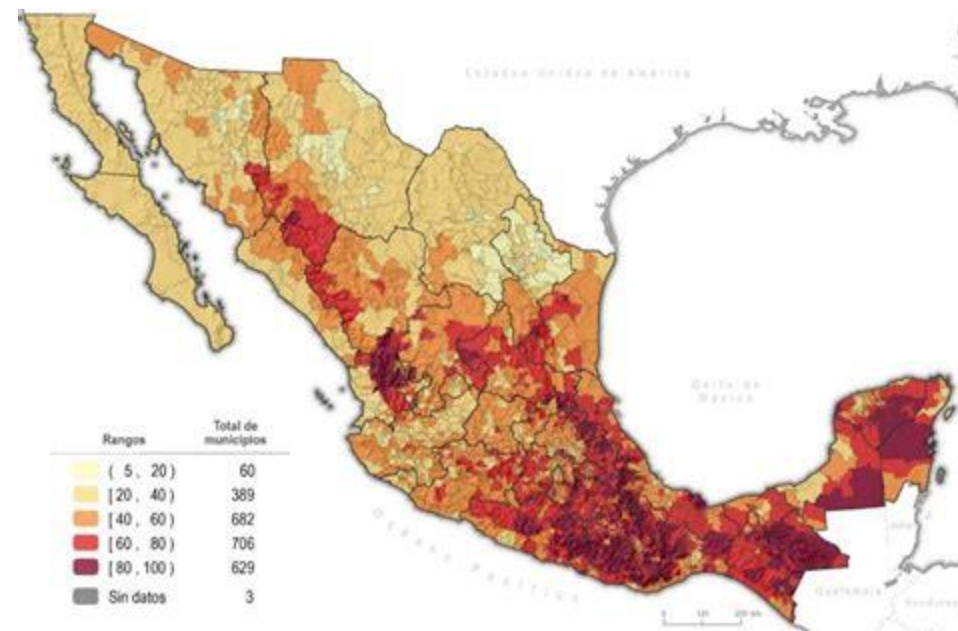 Estados Unidos de América
Golfo de
México
Rangos
Total de
municipios
( 5 , 20) 60
[20 , 40) 389
[40 , 60) 682
[60 , 80) 706
[80 , 100) 629
Sin datos 3
Océano Pacífico
Guatemala
Honduras